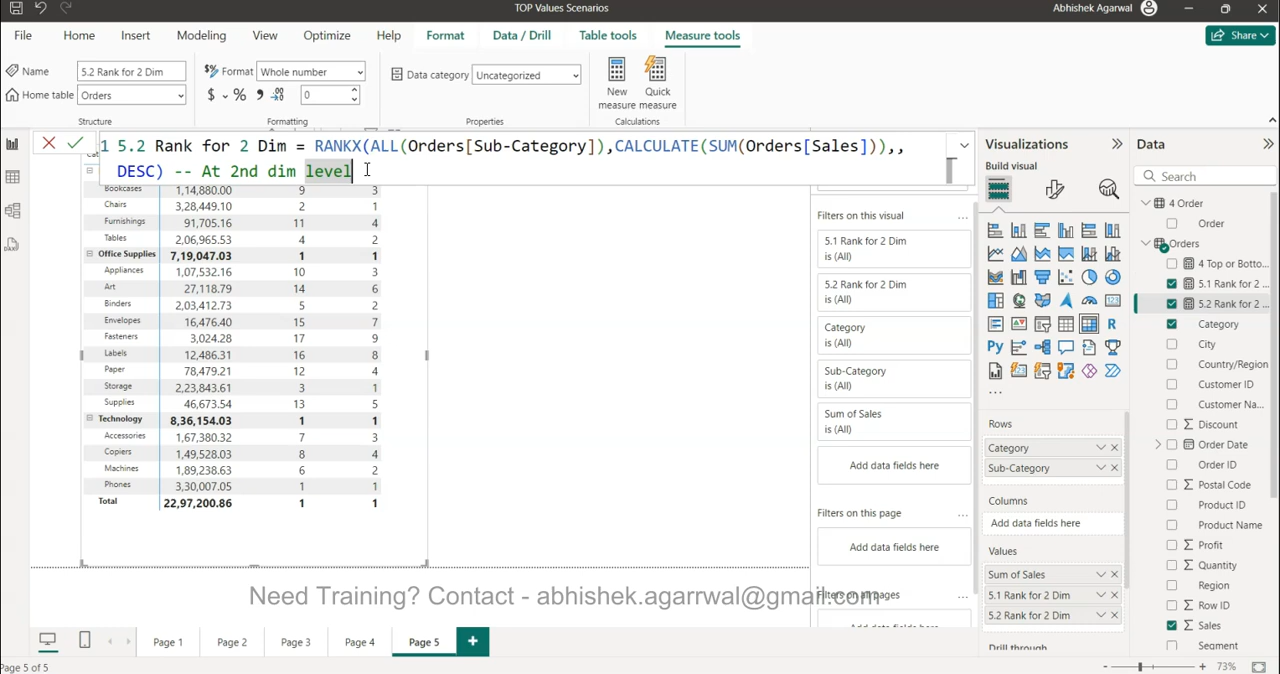 TOP Values Scenarios
Abhishek Agarwal
File Home Insert Modeling View Optimize Help Format Data / Drill Table tools Measure tools
Share
Name 5.2 Rank for 2 Dim
Format Whole number
Data category Uncategorized
Home table Orders
$ % 0
New measure
Quick measure
Structure Formatting Properties Calculations
1 5.2 Rank for 2 Dim = RANKX(ALL(Orders[Sub-Category]),CALCULATE(SUM(Orders[Sales])),,
DESC) -- At 2nd dim level
Bookcases 1,14,880.00 9 3
Chairs 3,28,449.10 2 1
Furnishings 91,705.16 11 4
Tables 2,06,965.53 4 2
Office Supplies 7,19,047.03 1 1
Appliances 1,07,532.16 10 3
Art 27,118.79 14 6
Binders 2,03,412.73 5 2
Envelopes 16,476.40 15 7
Fasteners 3,024.28 17 9
Labels 12,486.31 16 8
Paper 78,479.21 12 4
Storage 2,23,843.61 3 1
Supplies 46,673.54 13 5
Technology 8,36,154.03 1 1
Accessories 1,67,380.32 7 3
Copiers 1,49,528.03 8 4
Machines 1,89,238.63 6 2
Phones 3,30,007.05 1 1
Total 22,97,200.86 1 1
Filters on this visual ...
5.1 Rank for 2 Dim
is (All)
5.2 Rank for 2 Dim
is (All)
Category
is (All)
Sub-Category
is (All)
Sum of Sales
is (All)
Add data fields here
Filters on this page ...
Add data fields here
Filters on all pages ...
Visualizations
Build visual
R
Py
...
Rows
Category
Sub-Category
Columns
Add data fields here
Values
Sum of Sales
5.1 Rank for 2 Dim
5.2 Rank for 2 Dim
Drill through
Data
Search
4 Order
Order
Orders
4 Top or Botto...
5.1 Rank for 2 ...
5.2 Rank for 2 ...
Category
City
Country/Region
Customer ID
Customer Na...
Discount
Order Date
Order ID
Postal Code
Product ID
Product Name
Profit
Quantity
Region
Row ID
Sales
Segment
Need Training? Contact - abhishek.agarrwal@gmail.com
Page 1 Page 2 Page 3 Page 4 Page 5 +
Page 5 of 5
- + 73%